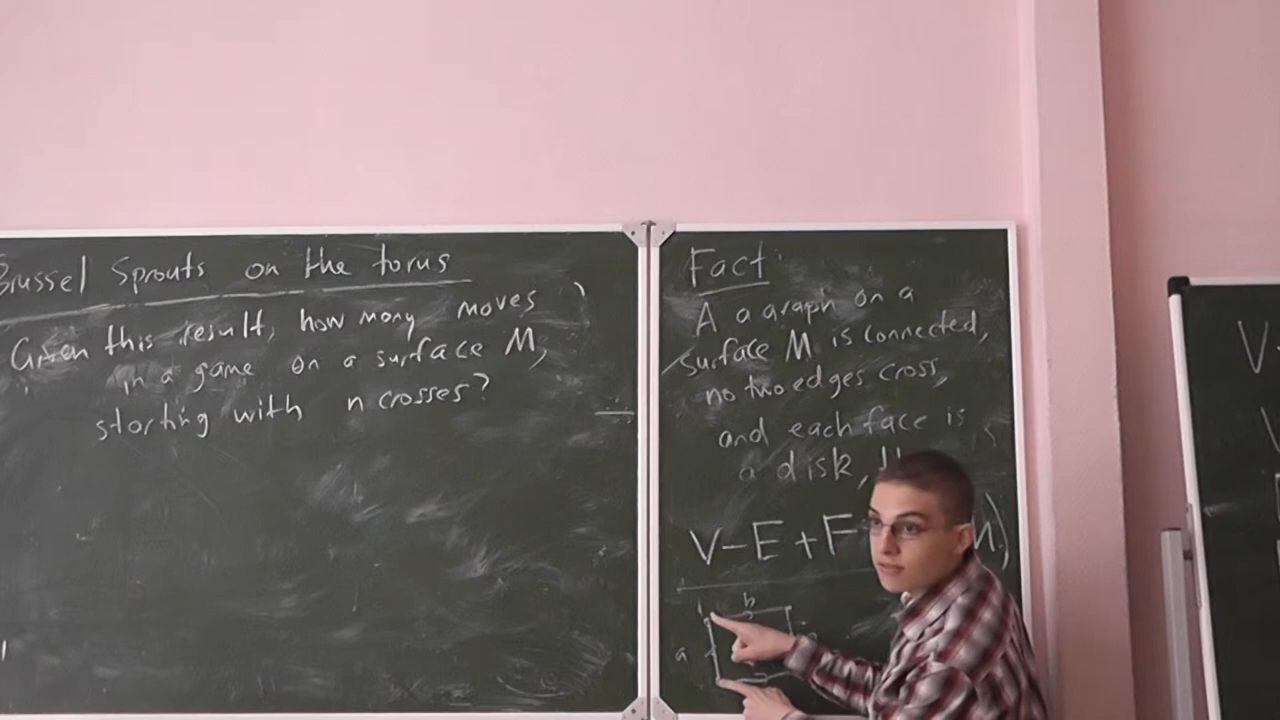 Brussel Sprouts on the torus
Given this result, how many moves
in a game on a surface M,
starting with n crosses?
Fact:
A a graph on a
surface M is connected,
no two edges cross,
and each face is
a disk,
V-E+F
b
a
V-
V